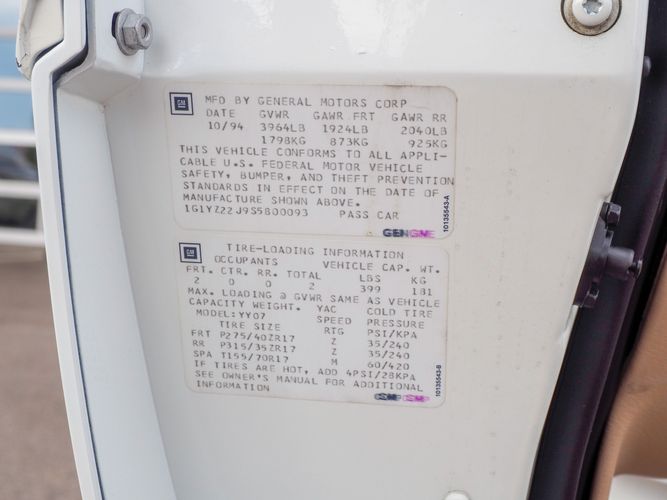 GM
MFD BY GENERAL MOTORS CORP
DATE GVWR GAWR FRT GAWR RR
10/94 3964LB 1924LB 2040LB
1798KG 873KG 925KG
THIS VEHICLE CONFORMS TO ALL APPLI-
CABLE U.S. FEDERAL MOTOR VEHICLE
SAFETY, BUMPER, AND THEFT PREVENTION
STANDARDS IN EFFECT ON THE DATE OF
MANUFACTURE SHOWN ABOVE.
1G1YZ22J9S5800093 PASS CAR
10135543-A
GM
TIRE-LOADING INFORMATION
OCCUPANTS VEHICLE CAP. WT.
FRT. CTR. RR. TOTAL LBS KG
2 0 0 2 399 181
MAX. LOADING @ GVWR SAME AS VEHICLE
CAPACITY WEIGHT. YAC COLD TIRE
MODEL:YY07 SPEED PRESSURE
TIRE SIZE RTG PSI/KPA
FRT P275/40ZR17 Z 35/240
RR P315/35ZR17 Z 35/240
SPA T155/70R17 M 60/420
IF TIRES ARE HOT, ADD 4PSI/28KPA
SEE OWNER'S MANUAL FOR ADDITIONAL
INFORMATION
10135543-B